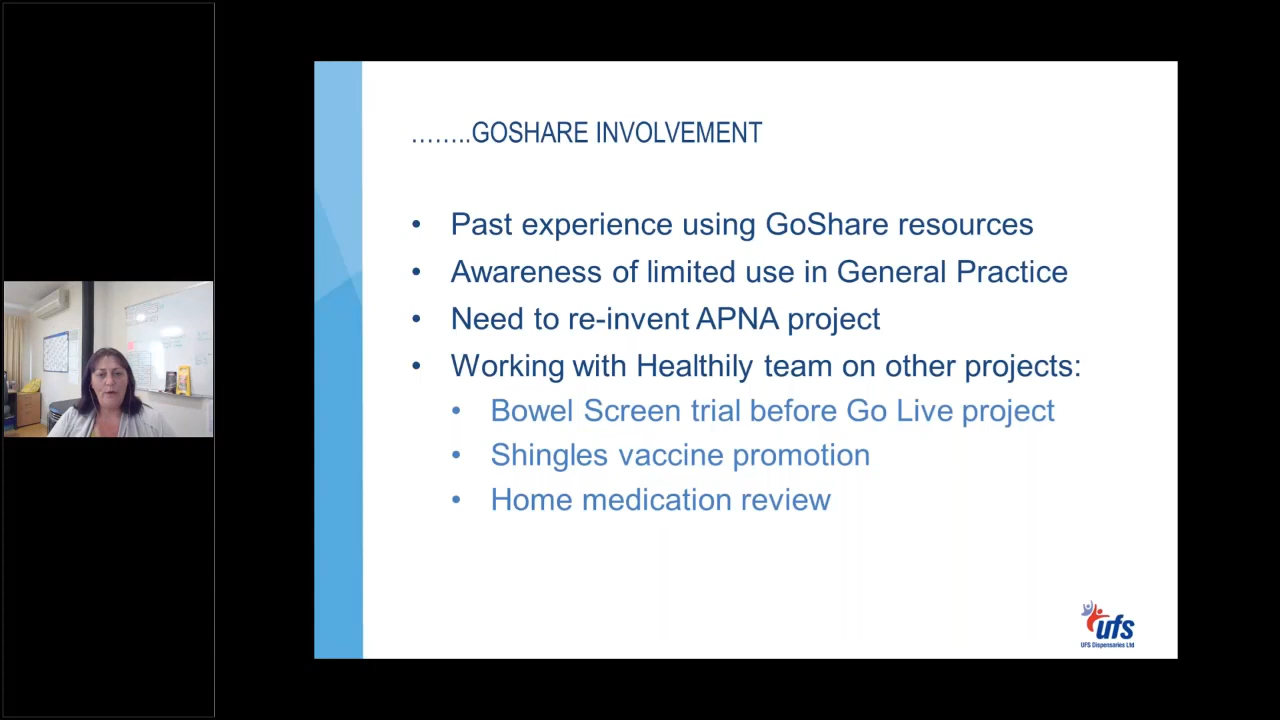 ........GOSHARE INVOLVEMENT
• Past experience using GoShare resources
• Awareness of limited use in General Practice
• Need to re-invent APNA project
• Working with Healthily team on other projects:
• Bowel Screen trial before Go Live project
• Shingles vaccine promotion
• Home medication review
ufs
UFS Dispensaries Ltd